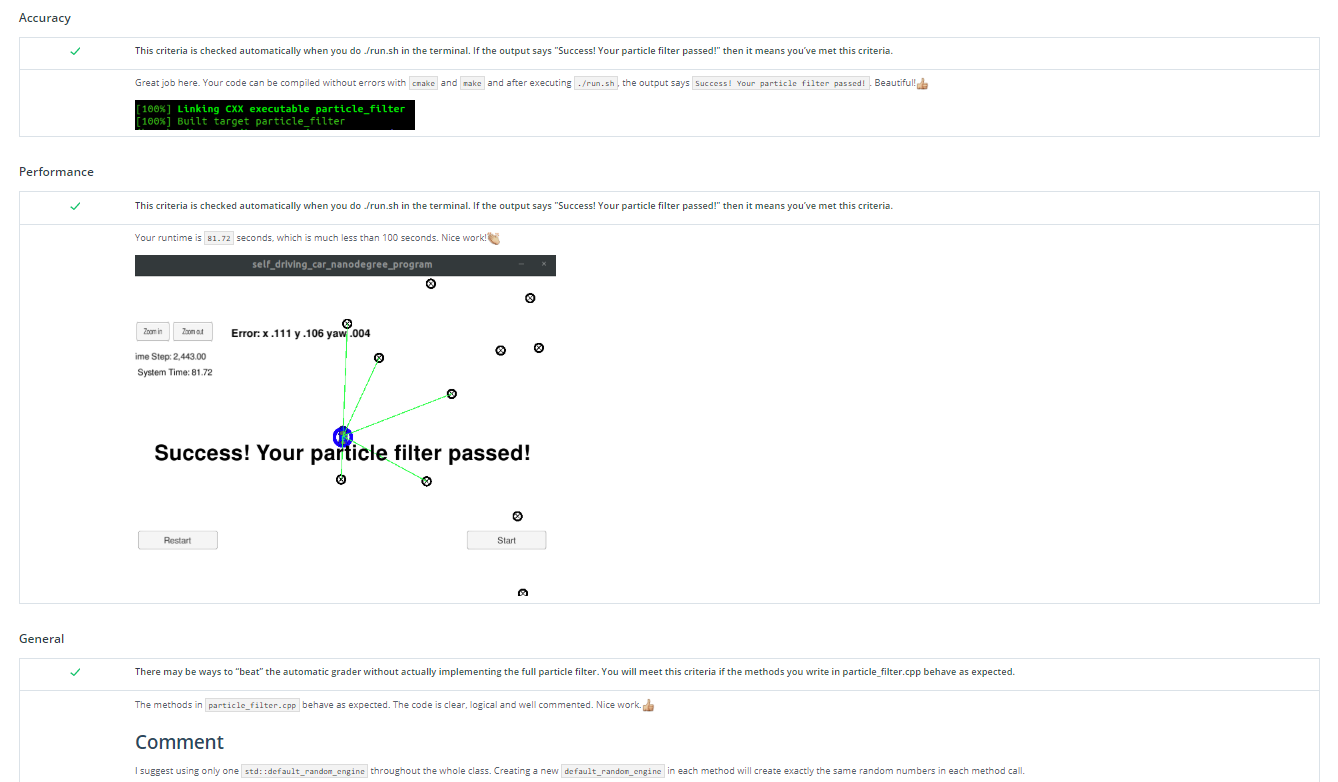 Accuracy
This criteria is checked automatically when you do ./run.sh in the terminal. If the output says "Success! Your particle filter passed!" then it means you've met this criteria.
Great job here. Your code can be compiled without errors with cmake and make and after executing ./run.sh, the output says Success! Your particle filter passed!. Beautiful!👍
[100%] Linking CXX executable particle_filter
[100%] Built target particle_filter
Performance
This criteria is checked automatically when you do ./run.sh in the terminal. If the output says "Success! Your particle filter passed!" then it means you've met this criteria.
Your runtime is 81.72 seconds, which is much less than 100 seconds. Nice work!👏
self_driving_car_nanodegree_program
Zoom in Zoom out Error: x .111 y .106 yaw .004
ime Step: 2,443.00
System Time: 81.72
Success! Your particle filter passed!
Restart Start
General
There may be ways to "beat" the automatic grader without actually implementing the full particle filter. You will meet this criteria if the methods you write in particle_filter.cpp behave as expected.
The methods in particle_filter.cpp behave as expected. The code is clear, logical and well commented. Nice work.👍
Comment
I suggest using only one std::default_random_engine throughout the whole class. Creating a new default_random_engine in each method will create exactly the same random numbers in each method call.